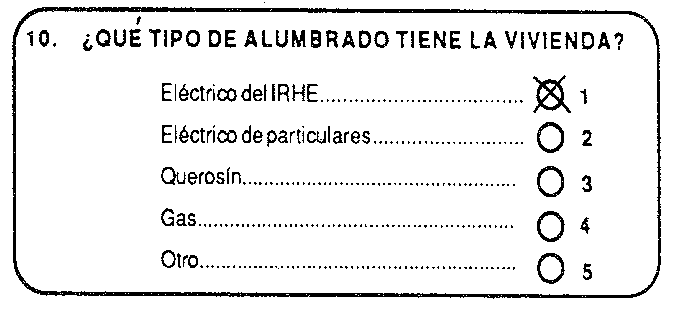 10. ¿QUÉ TIPO DE ALUMBRADO TIENE LA VIVIENDA?
Eléctrico del IRHE.............................. 1
Eléctrico de particulares........................ 2
Querosín............................................ 3
Gas.................................................... 4
Otro................................................... 5